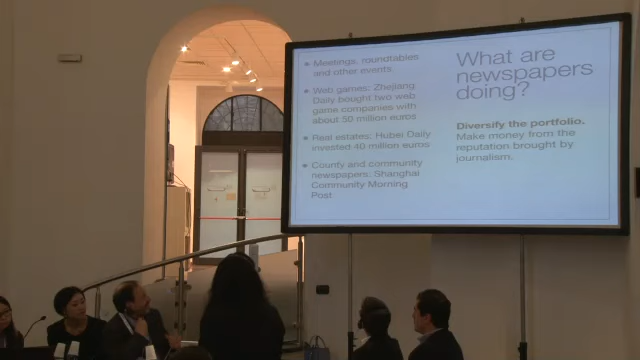 • Meetings, roundtables
and other events
• Web games: Zhejiang
Daily bought two web
game companies with
about 50 million euros
• Real estates: Hubei Daily
invested 40 million euros
• County and community
newspapers: Shanghai
Community Morning
Post
What are
newspapers
doing?
Diversify the portfolio.
Make money from the
reputation brought by
journalism.